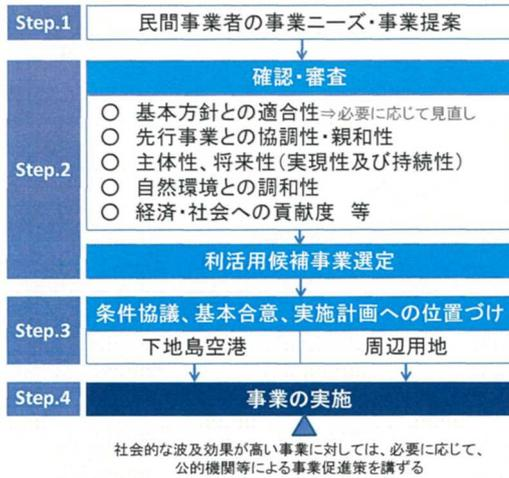 Step.1
民間事業者の事業ニーズ・事業提案
Step.2
確認・審査
○ 基本方針との適合性⇒必要に応じて見直し
○ 先行事業との協調性・親和性
○ 主体性、将来性(実現性及び持続性)
○ 自然環境との調和性
○ 経済・社会への貢献度 等
利活用候補事業選定
Step.3
条件協議、基本合意、実施計画への位置づけ
下地島空港
周辺用地
Step.4
事業の実施
社会的な波及効果が高い事業に対しては、必要に応じて、
公的機関等による事業促進策を講ずる